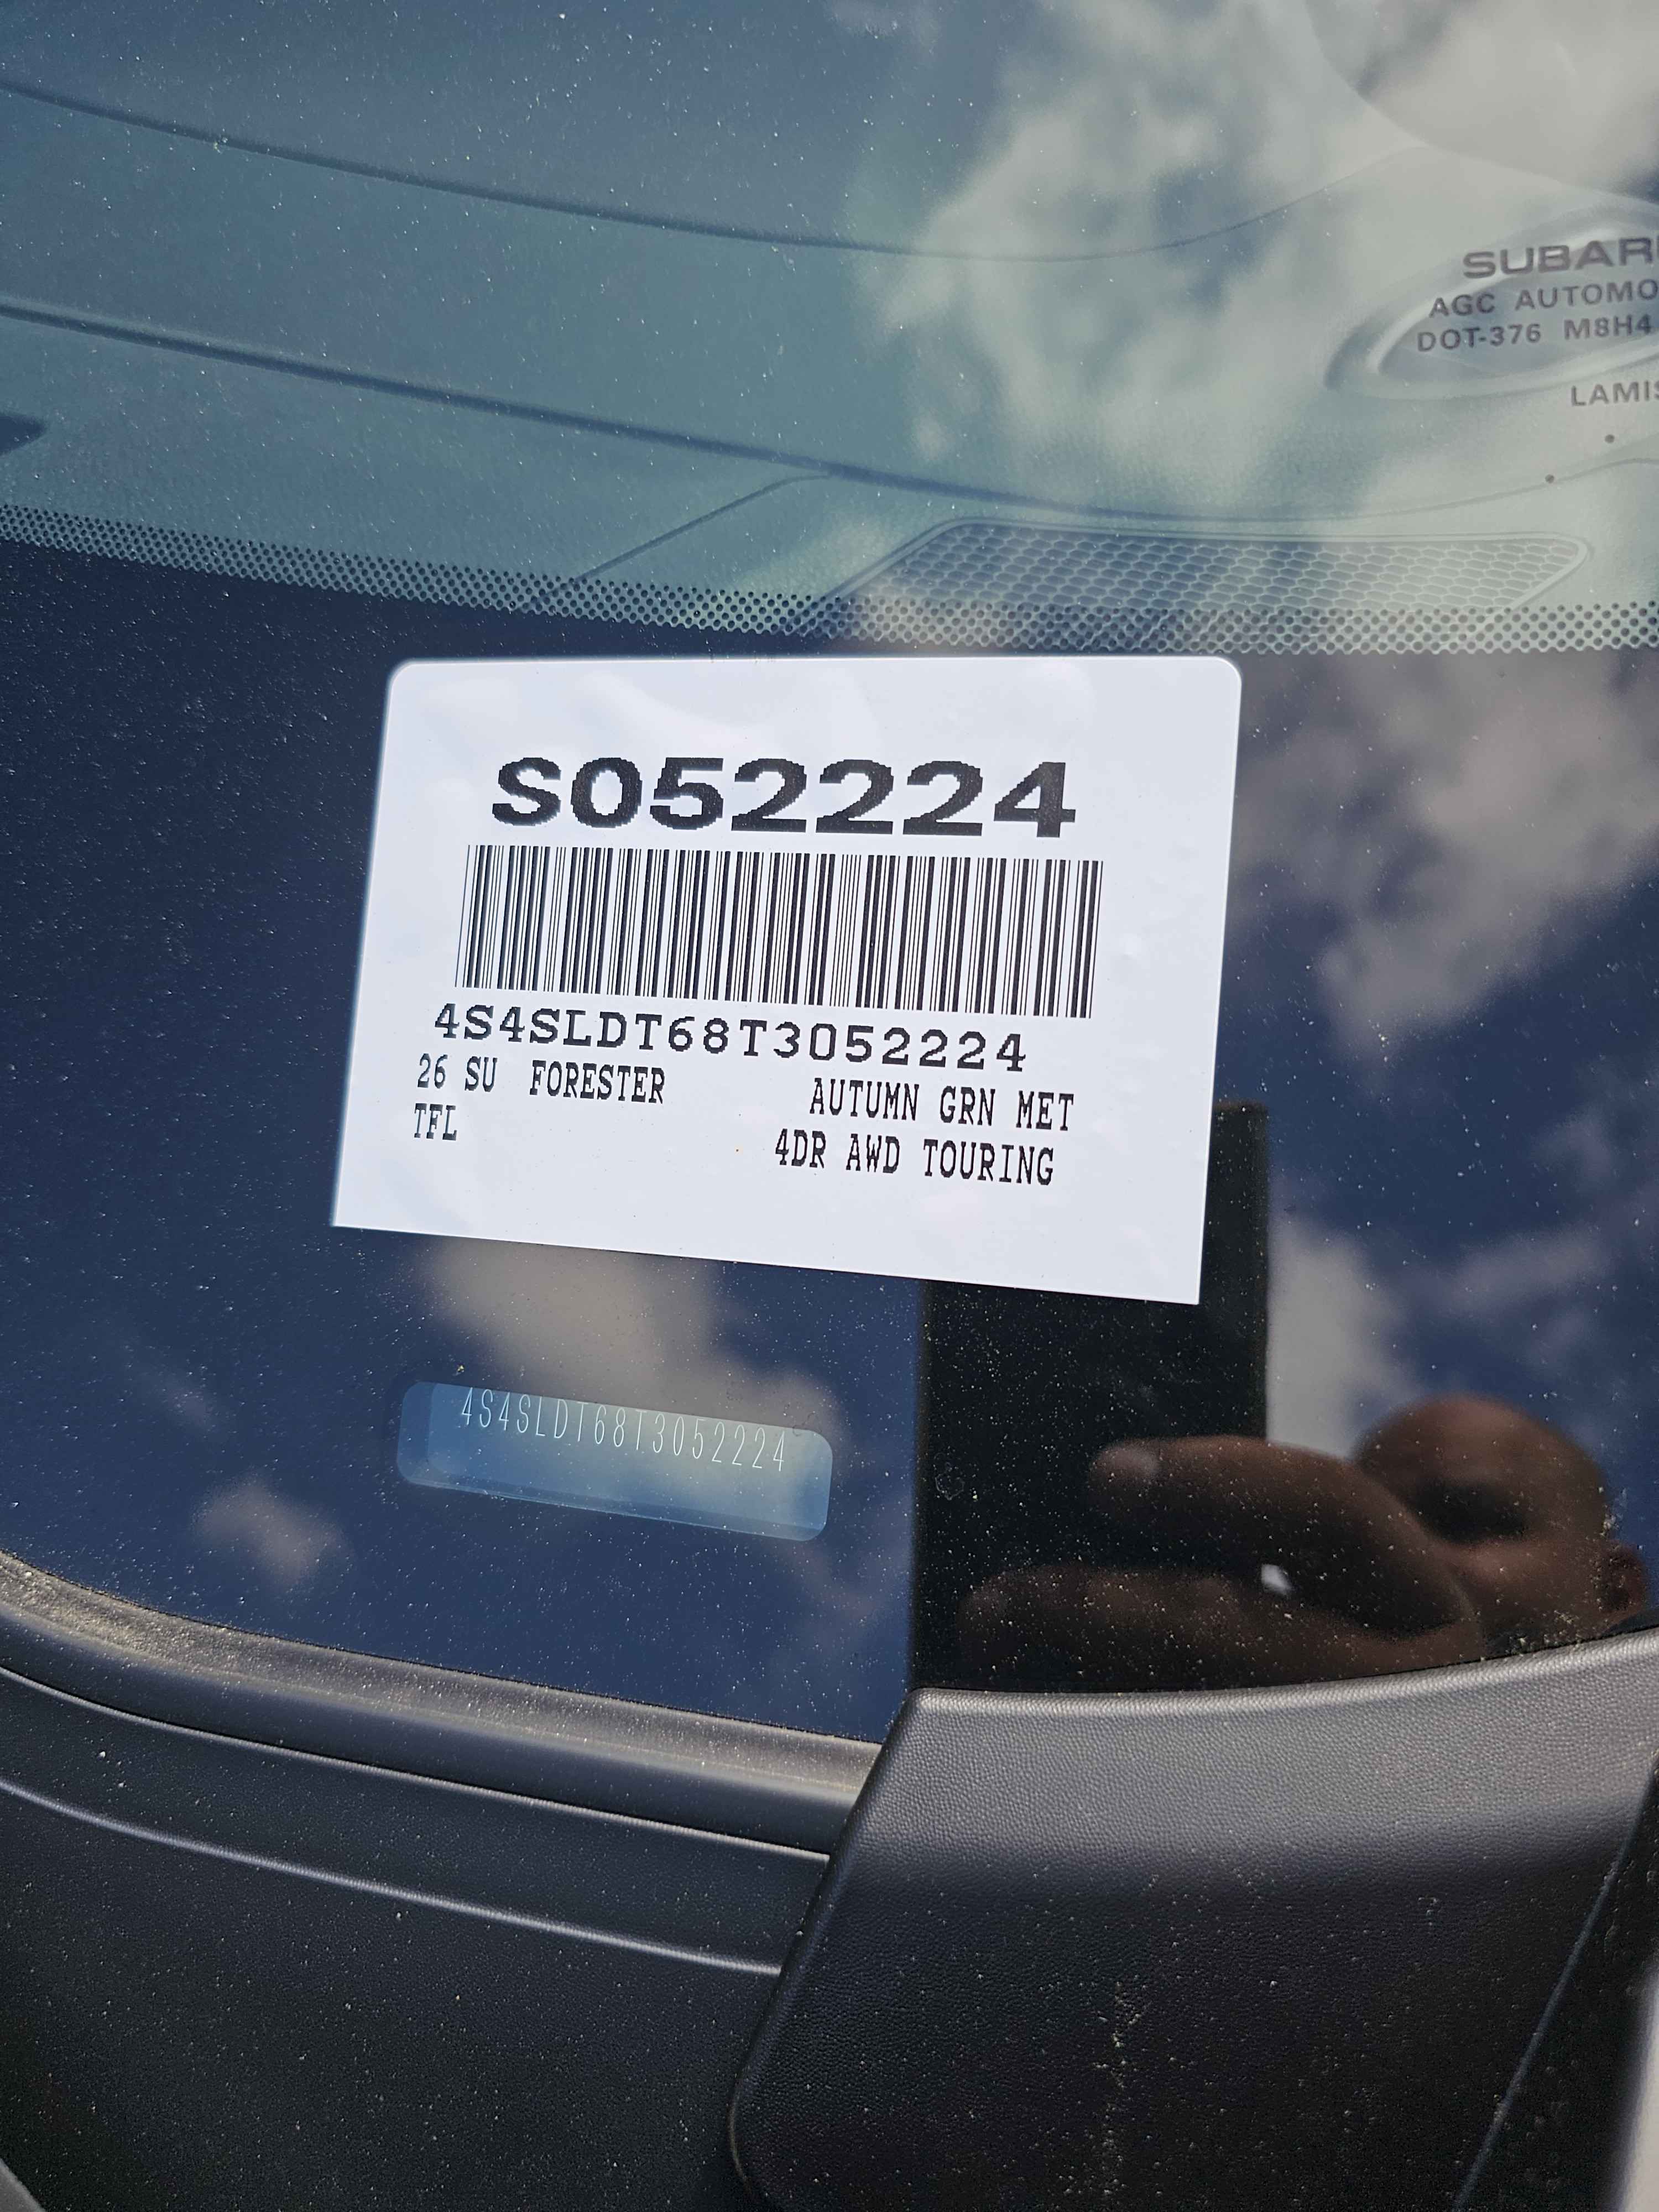 SUBAR
AGC AUTOMO
DOT-376 M8H4
LAMIS
S052224
4S4SLDT68T3052224
26 SU FORESTER AUTUMN GRN MET
TFL 4DR AWD TOURING
4S4SLDT68T3052224